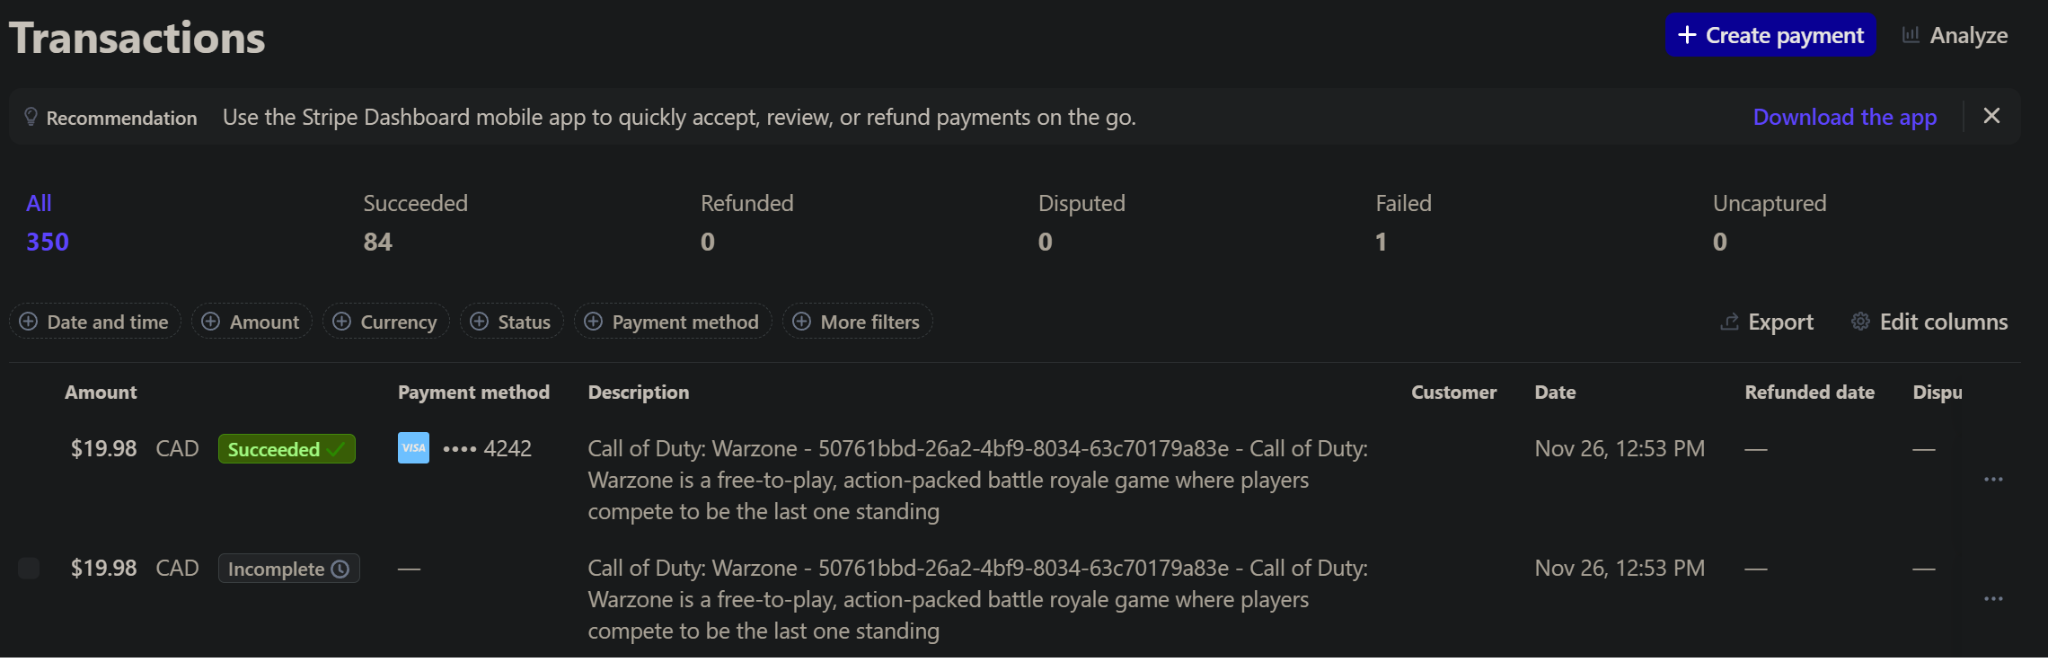 Transactions
+ Create payment
Analyze
Recommendation Use the Stripe Dashboard mobile app to quickly accept, review, or refund payments on the go. Download the app
All Succeeded Refunded Disputed Failed Uncaptured
350 84 0 0 1 0
Date and time Amount Currency Status Payment method More filters Export Edit columns
Amount Payment method Description Customer Date Refunded date Dispu
$19.98 CAD Succeeded VISA •••• 4242 Call of Duty: Warzone - 50761bbd-26a2-4bf9-8034-63c70179a83e - Call of Duty: Nov 26, 12:53 PM — —
Warzone is a free-to-play, action-packed battle royale game where players
compete to be the last one standing
$19.98 CAD Incomplete — Call of Duty: Warzone - 50761bbd-26a2-4bf9-8034-63c70179a83e - Call of Duty: Nov 26, 12:53 PM — —
Warzone is a free-to-play, action-packed battle royale game where players
compete to be the last one standing